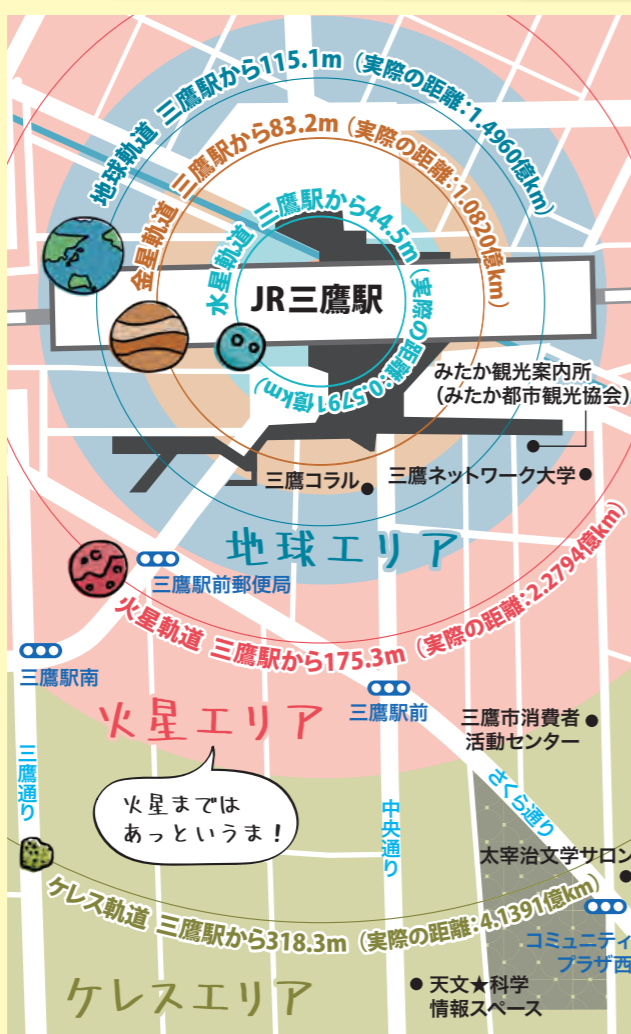 地球軌道 三鷹駅から115.1m（実際の距離：1.4960億km）
金星軌道 三鷹駅から83.2m（実際の距離：1.0820億km）
水星軌道 三鷹駅から44.5m（実際の距離：0.5791億km）
JR三鷹駅
みたか観光案内所
（みたか都市観光協会）
三鷹コラル
三鷹ネットワーク大学
地球エリア
三鷹駅前郵便局
火星軌道 三鷹駅から175.3m（実際の距離：2.2794億km）
三鷹駅南
火星エリア
三鷹駅前
三鷹市消費者
活動センター
三鷹通り
火星までは
あっというま！
中央通り
さくら通り
太宰治文学サロン
ケレス軌道 三鷹駅から318.3m（実際の距離：4.1391億km）
コミュニティ
プラザ西
ケレスエリア
天文★科学
情報スペース